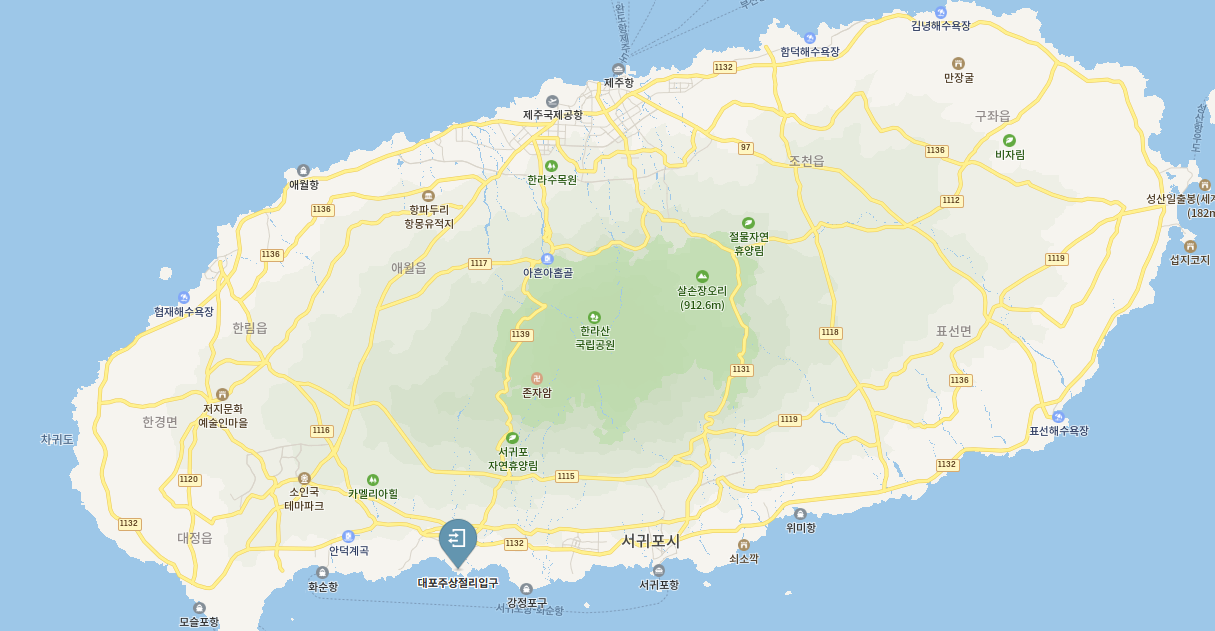 완도항제주도
부산
김녕해수욕장
함덕해수욕장
1132
만장굴
제주항
제주국제공항
구좌읍
성산항우도
97
1136
비자림
조천읍
한라수목원
애월항
성산일출봉(세계
(182m
항파두리
항몽유적지
1136
1112
절물자연
휴양림
1136
애월읍
1117
아흔아홉골
섭지코지
1119
살손장오리
(912.6m)
협재해수욕장
한림읍
한라산
국립공원
1139
1118
표선면
1131
존자암
1136
저지문화
예술인마을
한경면
차귀도
1116
1119
표선해수욕장
서귀포
자연휴양림
1132
1115
1120
소인국
테마파크
카멜리아힐
1132
위미항
대정읍
안덕계곡
1132
서귀포시
쇠소깍
화순항
대포주상절리입구
강정포구
서귀포항
서귀포항-화순항
모슬포항